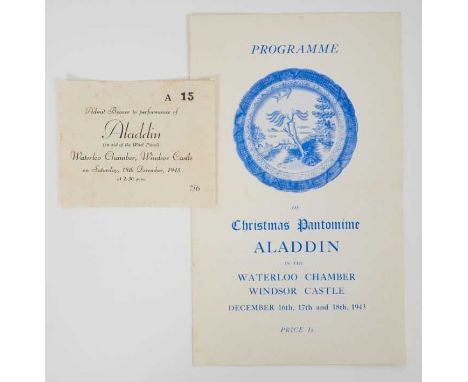 A 15
Admit Bearer to performance of
Aladdin
(in aid of the Wool Fund)
Waterloo Chamber, Windsor Castle
on Saturday, 18th December, 1943
at 2.30 p.m.
7/6
PROGRAMME
OF
Christmas Pantomime
ALADDIN
IN THE
WATERLOO CHAMBER
WINDSOR CASTLE
DECEMBER 16th, 17th and 18th, 1943
PRICE 1s.